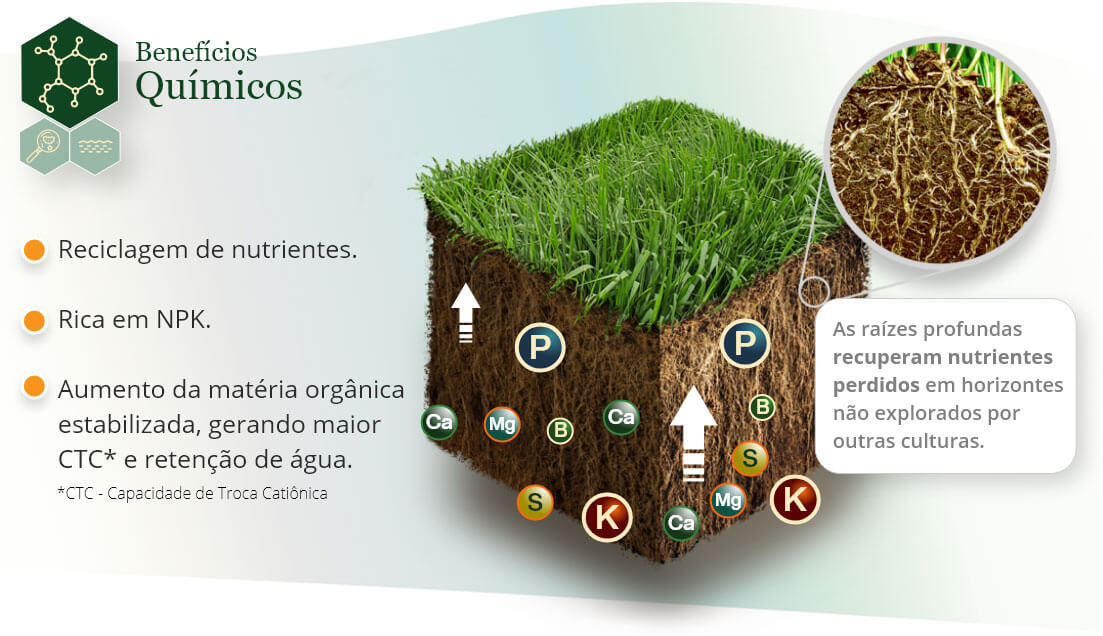 Benefícios
Químicos
Reciclagem de nutrientes.
Rica em NPK.
Aumento da matéria orgânica
estabilizada, gerando maior
CTC* e retenção de água.
*CTC - Capacidade de Troca Catiônica
P
P
B
Ca
Mg
B
Ca
S
S
K
Ca
Mg
K
As raízes profundas
recuperam nutrientes
perdidos em horizontes
não explorados por
outras culturas.